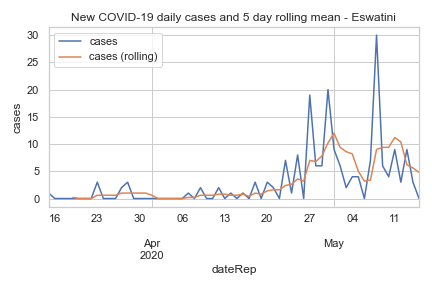 New COVID-19 daily cases and 5 day rolling mean - Eswatini
cases
cases (rolling)
30
25
20
15
10
5
0
cases
16 23 30 06 13 20 27 04 11
Apr May
2020
dateRep